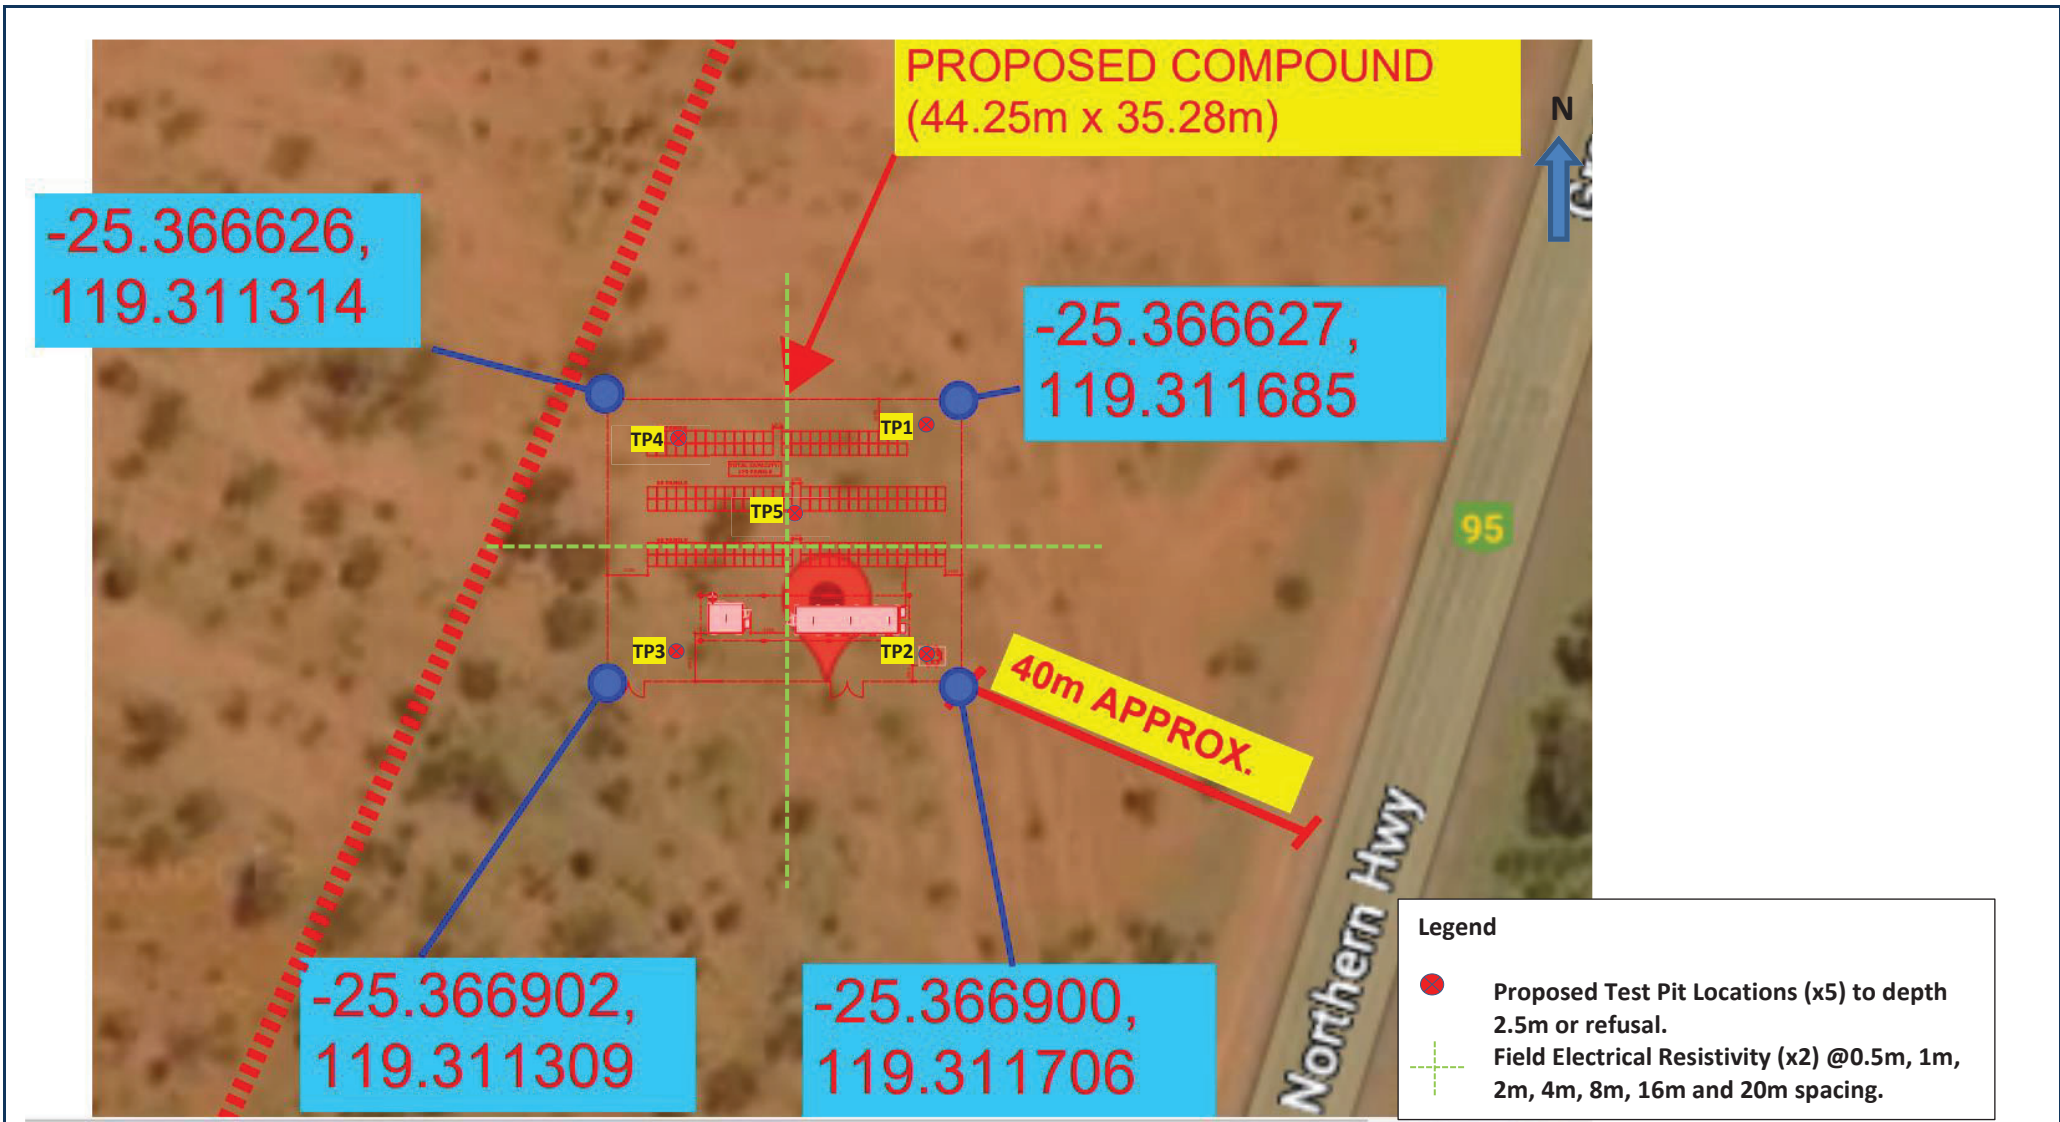 PROPOSED COMPOUND
(44.25m x 35.28m)
N
-25.366626,
119.311314
-25.366627,
119.311685
TP4
TP1
TP5
95
TP3
TP2
40m APPROX.
-25.366902,
119.311309
-25.366900,
119.311706
Northern Hwy
Legend
Proposed Test Pit Locations (x5) to depth
2.5m or refusal.
Field Electrical Resistivity (x2) @0.5m, 1m,
2m, 4m, 8m, 16m and 20m spacing.